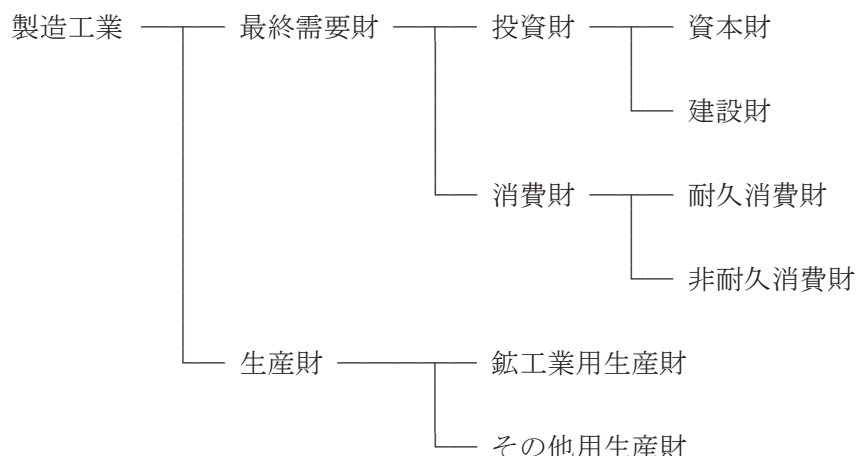 製造工業 最終需要財 投資財 資本財
建設財
消費財 耐久消費財
非耐久消費財
生産財 鉱工業用生産財
その他用生産財